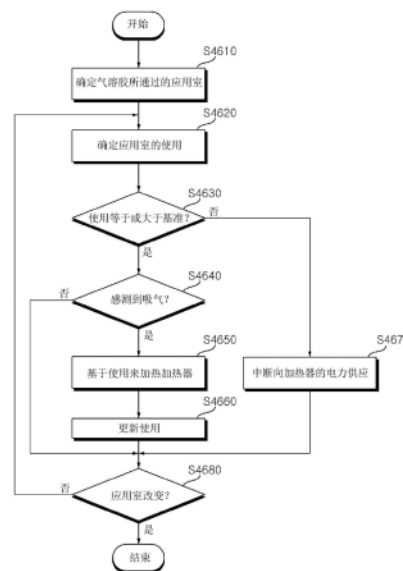 开始
S4610
确定气溶胶所通过的应用室
S4620
确定应用室的使用
S4630
使用等于或大于基准?
否
是
S4640
否
感测到吸气?
是
S4650
基于使用来加热加热器
S467
中断向加热器的电力供应
S4660
更新使用
S4680
否
应用室改变?
是
结束